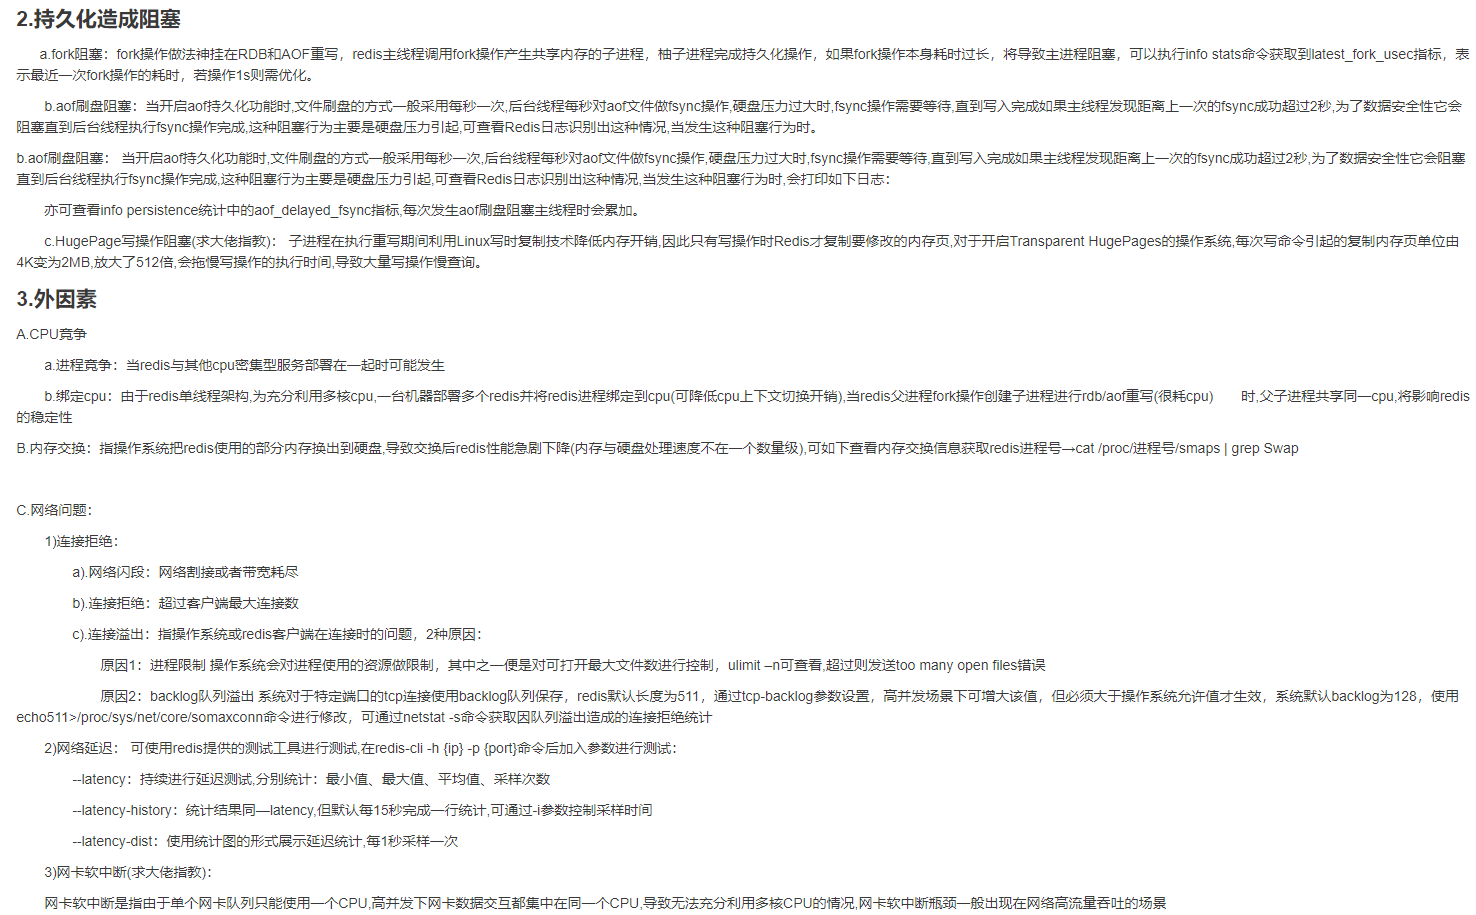 2.持久化造成阻塞
a.fork阻塞：fork操作做法神挂在RDB和AOF重写，redis主线程调用fork操作产生共享内存的子进程，柚子进程完成持久化操作，如果fork操作本身耗时过长，将导致主进程阻塞，可以执行info stats命令获取到latest_fork_usec指标，表
示最近一次fork操作的耗时，若操作1s则需优化。
b.aof刷盘阻塞：当开启aof持久化功能时,文件刷盘的方式一般采用每秒一次,后台线程每秒对aof文件做fsync操作,硬盘压力过大时,fsync操作需要等待,直到写入完成如果主线程发现距离上一次的fsync成功超过2秒,为了数据安全性它会
阻塞直到后台线程执行fsync操作完成,这种阻塞行为主要是硬盘压力引起,可查看Redis日志识别出这种情况,当发生这种阻塞行为时。
b.aof刷盘阻塞： 当开启aof持久化功能时,文件刷盘的方式一般采用每秒一次,后台线程每秒对aof文件做fsync操作,硬盘压力过大时,fsync操作需要等待,直到写入完成如果主线程发现距离上一次的fsync成功超过2秒,为了数据安全性它会阻塞
直到后台线程执行fsync操作完成,这种阻塞行为主要是硬盘压力引起,可查看Redis日志识别出这种情况,当发生这种阻塞行为时,会打印如下日志：
亦可查看info persistence统计中的aof_delayed_fsync指标,每次发生aof刷盘阻塞主线程时会累加。
c.HugePage写操作阻塞(求大佬指教)： 子进程在执行重写期间利用Linux写时复制技术降低内存开销,因此只有写操作时Redis才复制要修改的内存页,对于开启Transparent HugePages的操作系统,每次写命令引起的复制内存页单位由
4K变为2MB,放大了512倍,会拖慢写操作的执行时间,导致大量写操作慢查询。
3.外因素
A.CPU竞争
a.进程竞争：当redis与其他cpu密集型服务部署在一起时可能发生
b.绑定cpu：由于redis单线程架构,为充分利用多核cpu,一台机器部署多个redis并将redis进程绑定到cpu(可降低cpu上下文切换开销),当redis父进程fork操作创建子进程进行rdb/aof重写(很耗cpu)　　时,父子进程共享同一cpu,将影响redis
的稳定性
B.内存交换：指操作系统把redis使用的部分内存换出到硬盘,导致交换后redis性能急剧下降(内存与硬盘处理速度不在一个数量级),可如下查看内存交换信息获取redis进程号→cat /proc/进程号/smaps | grep Swap
C.网络问题：
1)连接拒绝：
a).网络闪段：网络割接或者带宽耗尽
b).连接拒绝：超过客户端最大连接数
c).连接溢出：指操作系统或redis客户端在连接时的问题，2种原因：
原因1：进程限制 操作系统会对进程使用的资源做限制，其中之一便是对可打开最大文件数进行控制，ulimit –n可查看,超过则发送too many open files错误
原因2：backlog队列溢出 系统对于特定端口的tcp连接使用backlog队列保存，redis默认长度为511，通过tcp-backlog参数设置，高并发场景下可增大该值，但必须大于操作系统允许值才生效，系统默认backlog为128，使用
echo511>/proc/sys/net/core/somaxconn命令进行修改，可通过netstat -s命令获取因队列溢出造成的连接拒绝统计
2)网络延迟： 可使用redis提供的测试工具进行测试,在redis-cli -h {ip} -p {port}命令后加入参数进行测试：
--latency：持续进行延迟测试,分别统计：最小值、最大值、平均值、采样次数
--latency-history：统计结果同—latency,但默认每15秒完成一行统计,可通过-i参数控制采样时间
--latency-dist：使用统计图的形式展示延迟统计,每1秒采样一次
3)网卡软中断(求大佬指教)：
网卡软中断是指由于单个网卡队列只能使用一个CPU,高并发下网卡数据交互都集中在同一个CPU,导致无法充分利用多核CPU的情况,网卡软中断瓶颈一般出现在网络高流量吞吐的场景